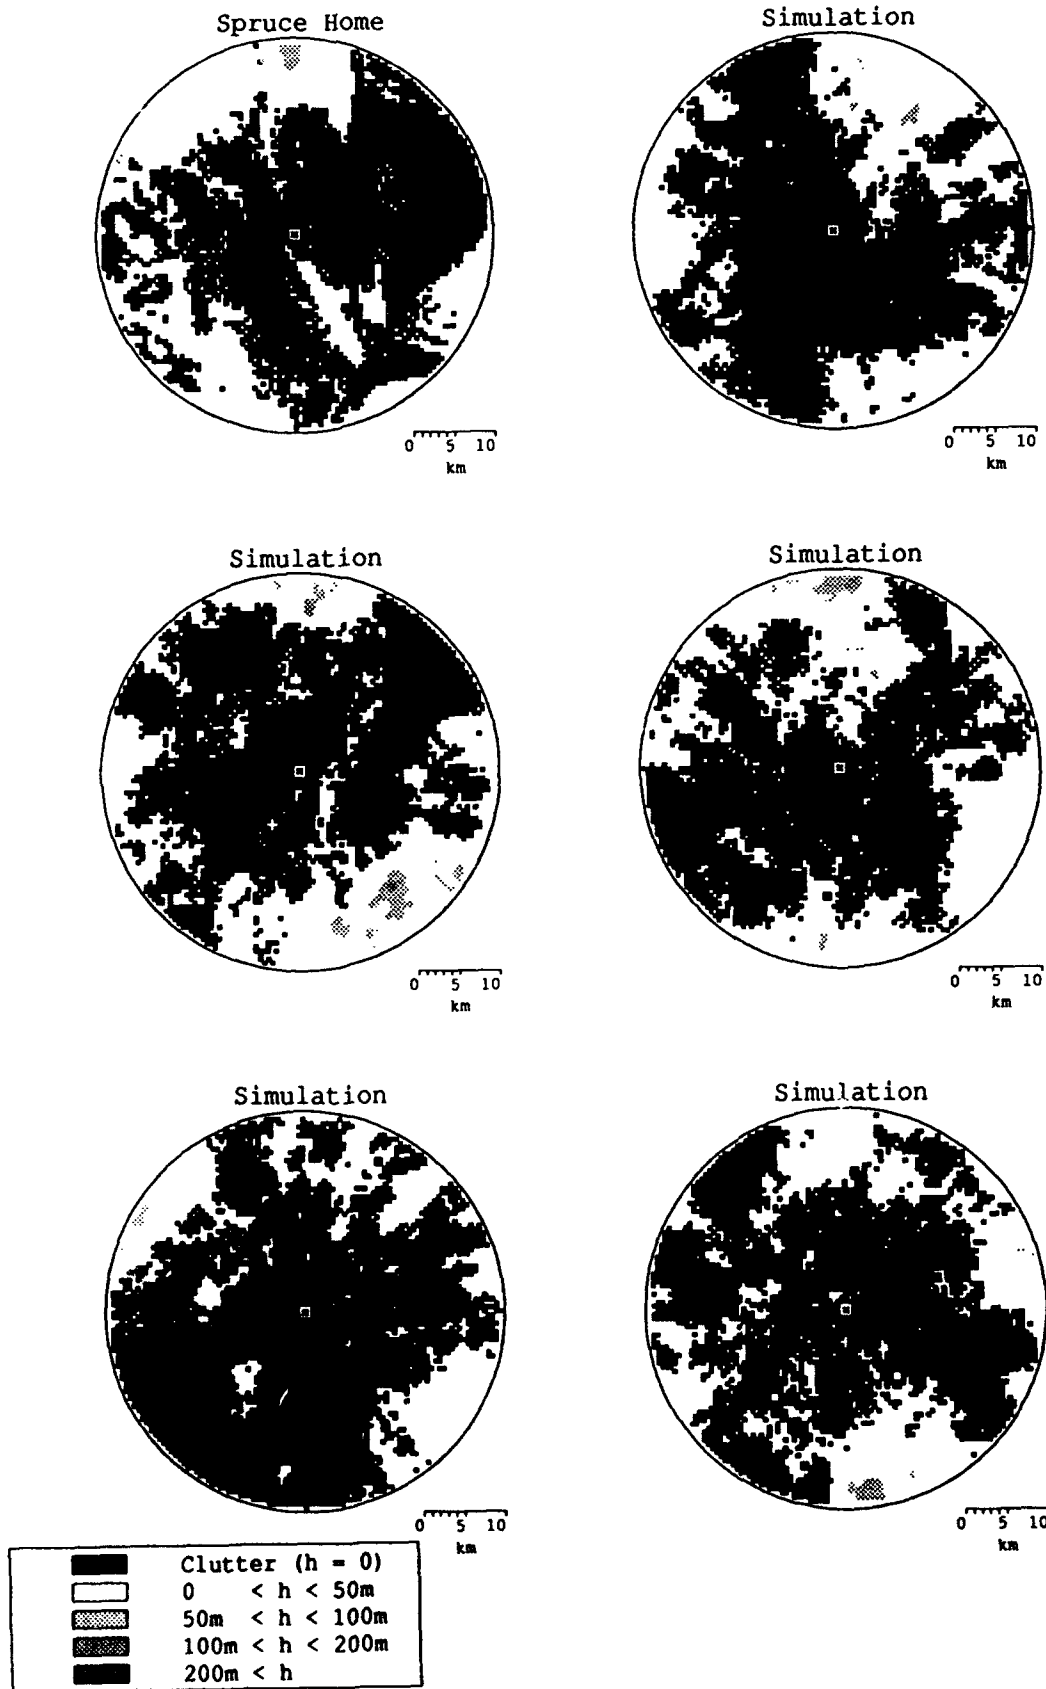 Spruce Home
Simulation
0 5 10
km
0 5 10
km
Simulation
Simulation
0 5 10
km
0 5 10
km
Simulation
Simulation
0 5 10
km
0 5 10
km
Clutter (h = 0)
0 < h < 50m
50m < h < 100m
100m < h < 200m
200m < h